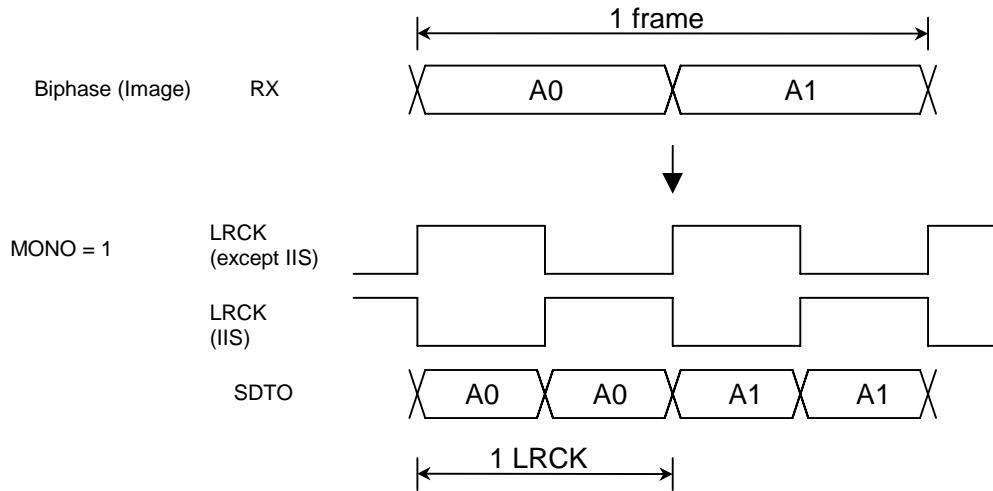 1 frame
Biphase (Image) RX A0 A1
MONO = 1
LRCK
(except IIS)
LRCK
(IIS)
SDTO A0 A0 A1 A1
1 LRCK